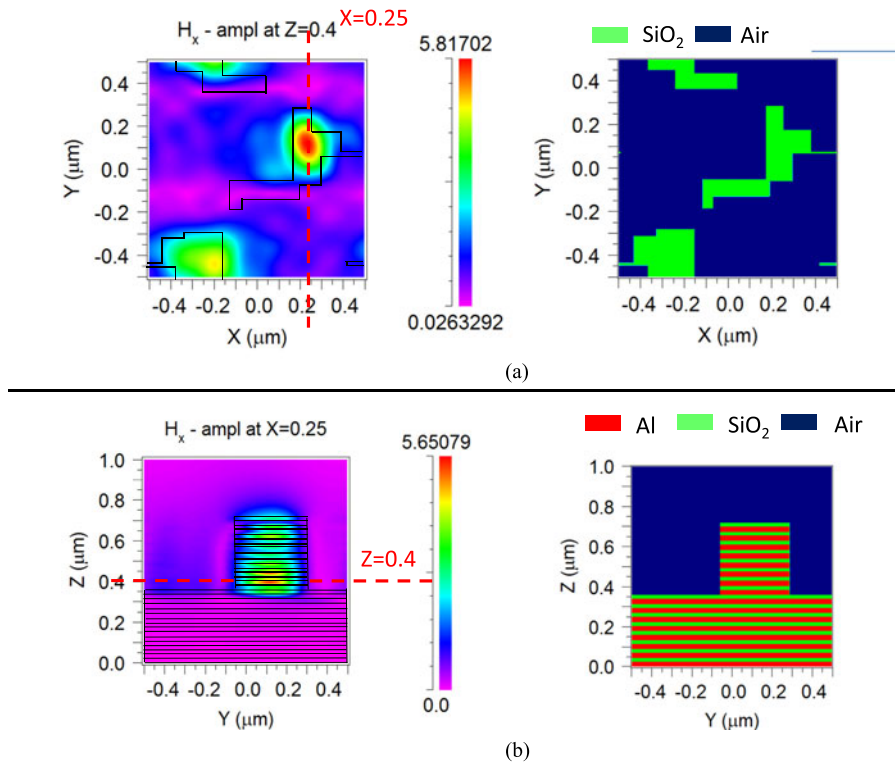 H_x - ampl at Z=0.4
X=0.25
5.81702
0.0263292
0.4
0.2
0.0
-0.2
-0.4
Y (μm)
-0.4 -0.2 0.0 0.2 0.4
X (μm)
SiO₂ Air
0.4
0.2
0.0
-0.2
-0.4
Y (μm)
-0.4 -0.2 0.0 0.2 0.4
X (μm)
(a)
H_x - ampl at X=0.25
5.65079
0.0
Z=0.4
1.0
0.8
0.6
0.4
0.2
0.0
Z (μm)
-0.4 -0.2 0.0 0.2 0.4
Y (μm)
Al SiO₂ Air
1.0
0.8
0.6
0.4
0.2
0.0
Z (μm)
-0.4 -0.2 0.0 0.2 0.4
Y (μm)
(b)